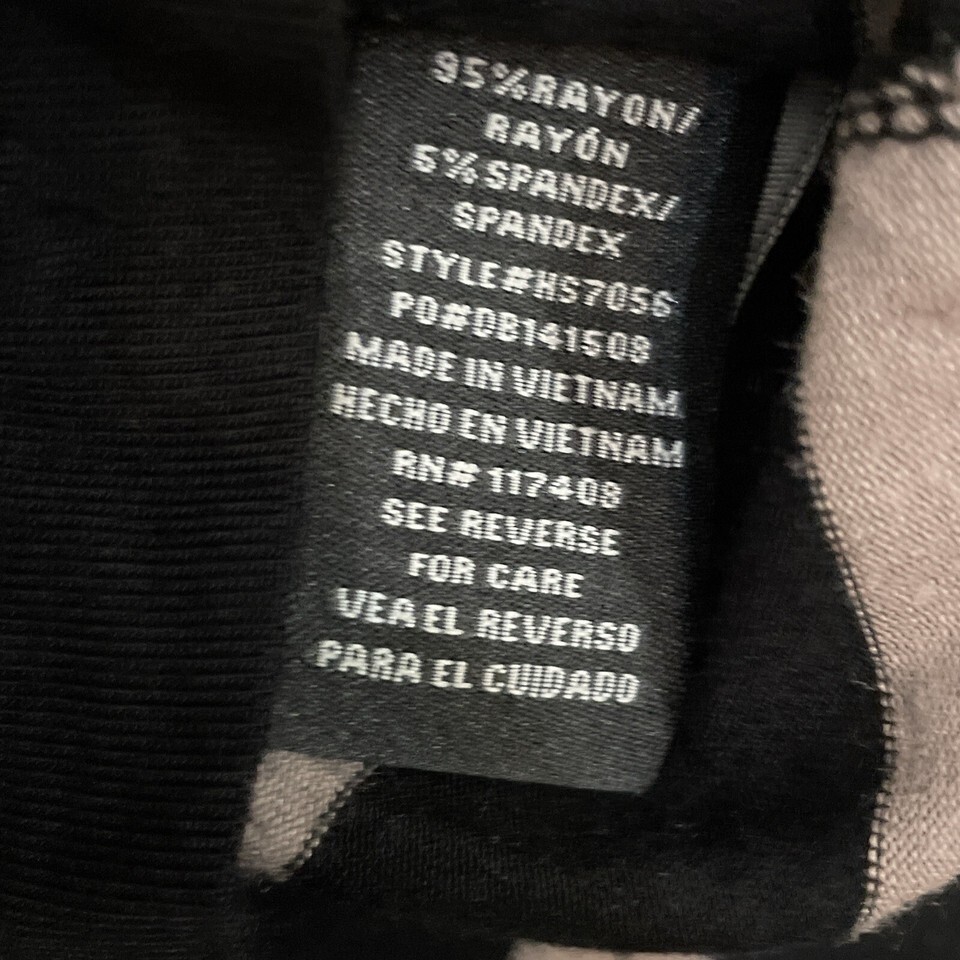 95%RAYON/
RAYÓN
5%SPANDEX/
SPANDEX
STYLE#HS7056
PO#DB141508
MADE IN VIETNAM
HECHO EN VIETNAM
RN# 117408
SEE REVERSE
FOR CARE
VEA EL REVERSO
PARA EL CUIDADO